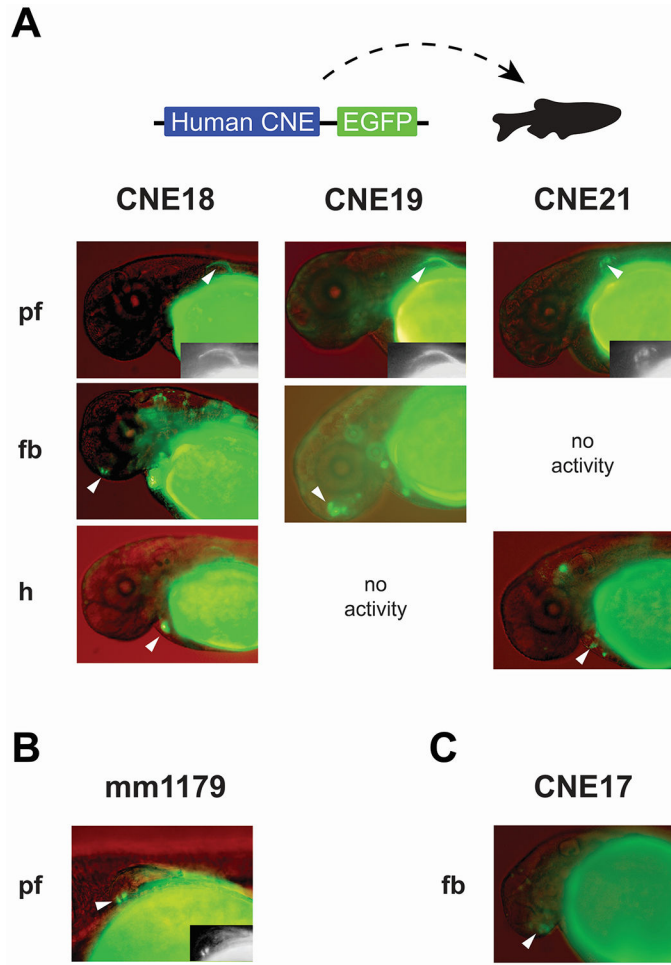 A
Human CNE EGFP
CNE18 CNE19 CNE21
pf
fb
no
activity
h
no
activity
B C
mm1179 CNE17
pf fb